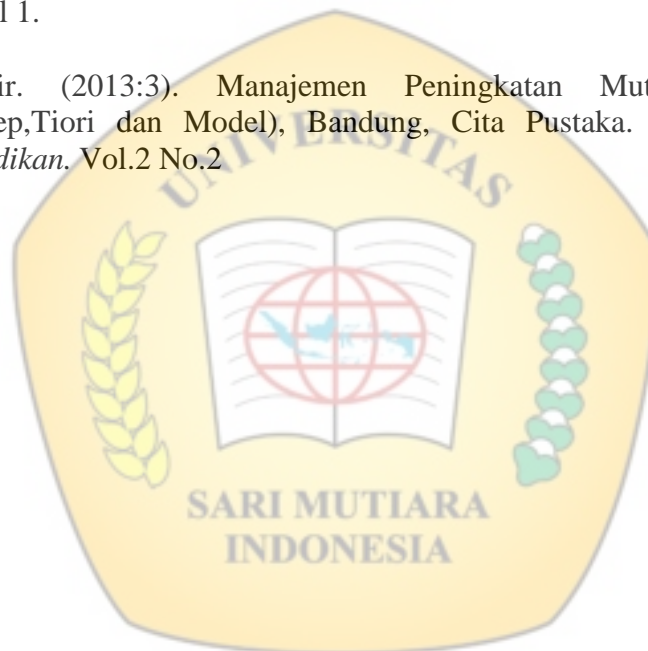 l 1.
ir. (2013:3). Manajemen Peningkatan Mut
ep,Tiori dan Model), Bandung, Cita Pustaka.
dikan. Vol.2 No.2
UNIVERSITAS
SARI MUTIARA
INDONESIA